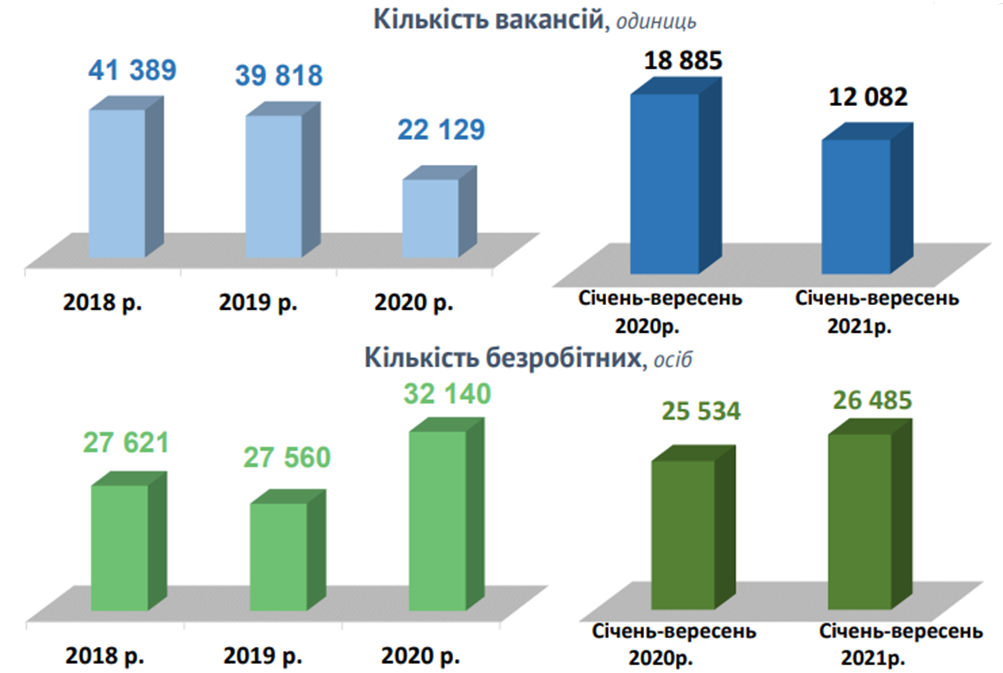 Кількість вакансій, одиниць
41 389
39 818
22 129
2018 р.
2019 р.
2020 р.
18 885
12 082
Січень-вересень
2020р.
Січень-вересень
2021р.
Кількість безробітних, осіб
27 621
27 560
32 140
2018 р.
2019 р.
2020 р.
25 534
26 485
Січень-вересень
2020р.
Січень-вересень
2021р.